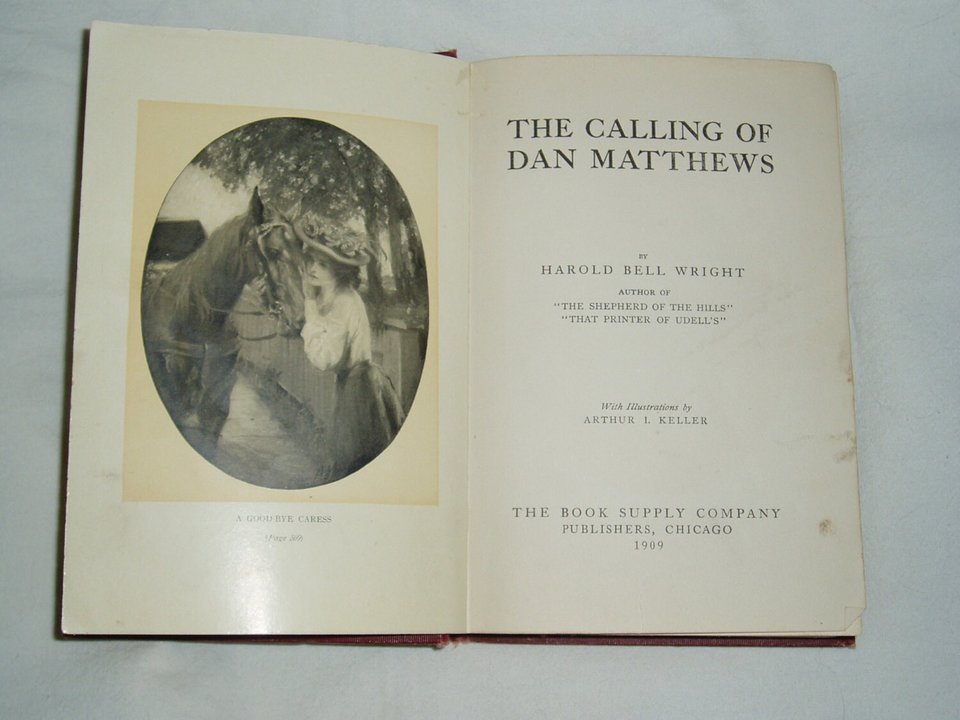 A GOOD-BYE CARESS
THE CALLING OF
DAN MATTHEWS
BY
HAROLD BELL WRIGHT
AUTHOR OF
"THE SHEPHERD OF THE HILLS"
"THAT PRINTER OF UDELL'S"
With Illustrations by
ARTHUR I. KELLER
THE BOOK SUPPLY COMPANY
PUBLISHERS, CHICAGO
1909